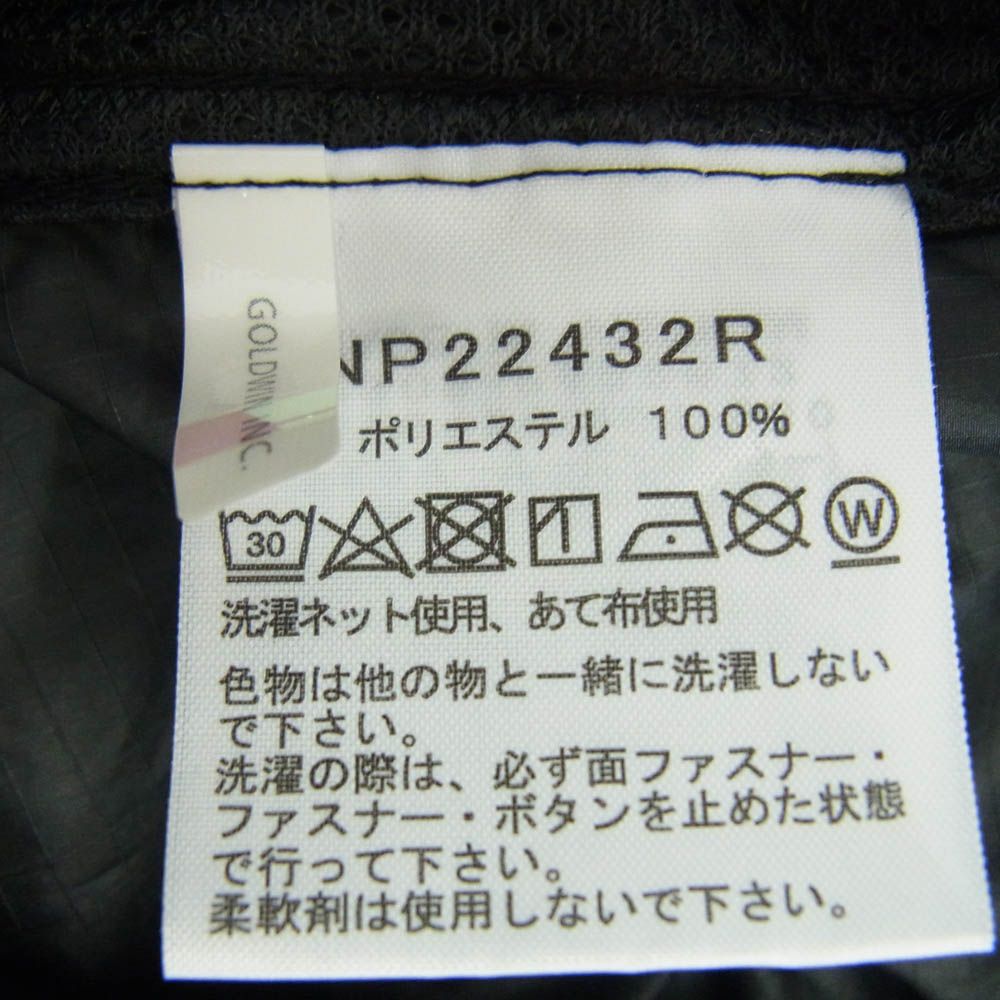 GOLDWIN INC.
NP22432R
ポリエステル 100%
30
W
洗濯ネット使用、あて布使用
色物は他の物と一緒に洗濯しない
で下さい。
洗濯の際は、必ず面ファスナー・
ファスナー・ボタンを止めた状態
で行って下さい。
柔軟剤は使用しないで下さい。